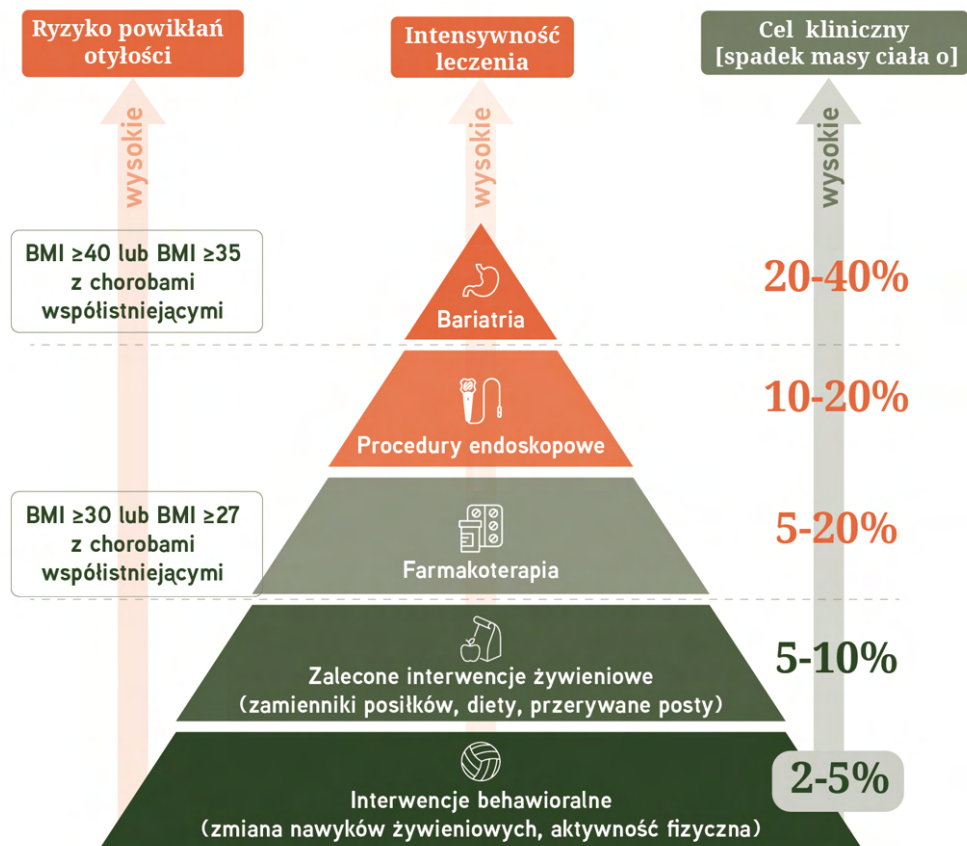 Ryzyko powikłań
otyłości
Intensywność
leczenia
Cel kliniczny
[spadek masy ciała o]
wysokie
wysokie
wysokie
BMI ≥40 lub BMI ≥35
z chorobami
współistniejącymi
Bariatria
20-40%
Procedury endoskopowe
10-20%
BMI ≥30 lub BMI ≥27
z chorobami
współistniejącymi
Farmakoterapia
5-20%
Zalecone interwencje żywieniowe
(zamienniki posiłków, diety, przerywane posty)
5-10%
Interwencje behawioralne
(zmiana nawyków żywieniowych, aktywność fizyczna)
2-5%